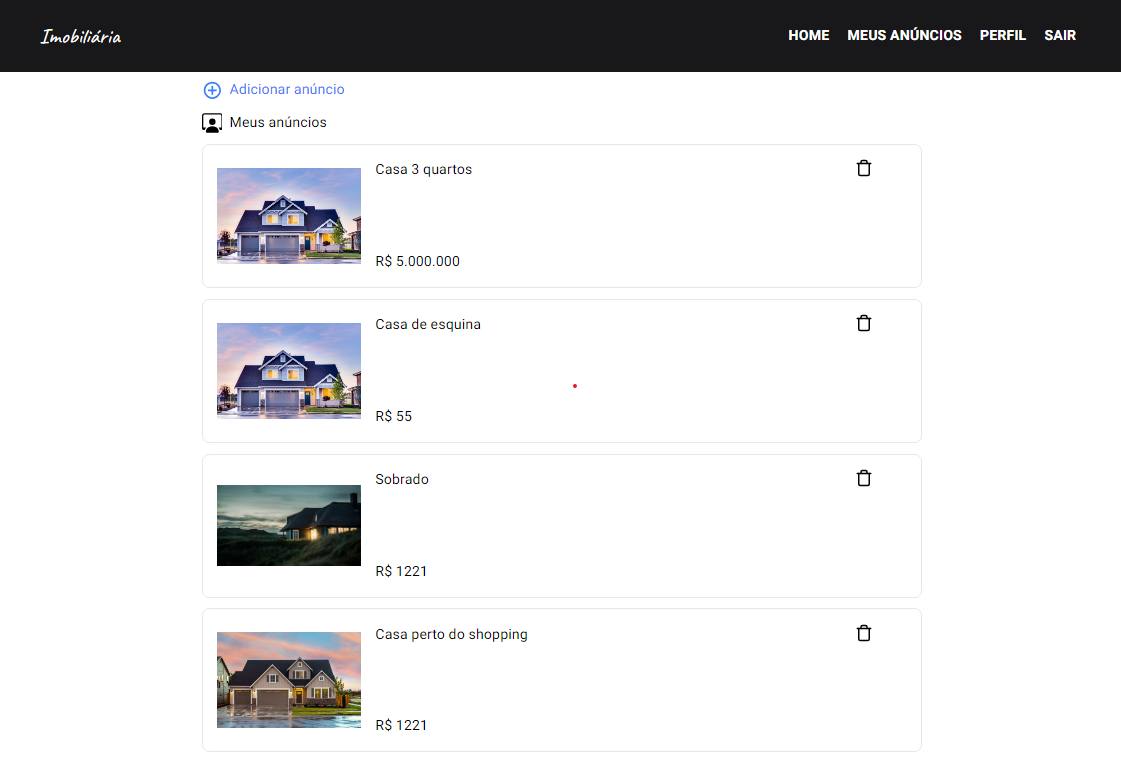 Imobiliária
HOME MEUS ANÚNCIOS PERFIL SAIR
Adicionar anúncio
Meus anúncios
Casa 3 quartos
R$ 5.000.000
Casa de esquina
R$ 55
Sobrado
R$ 1221
Casa perto do shopping
R$ 1221